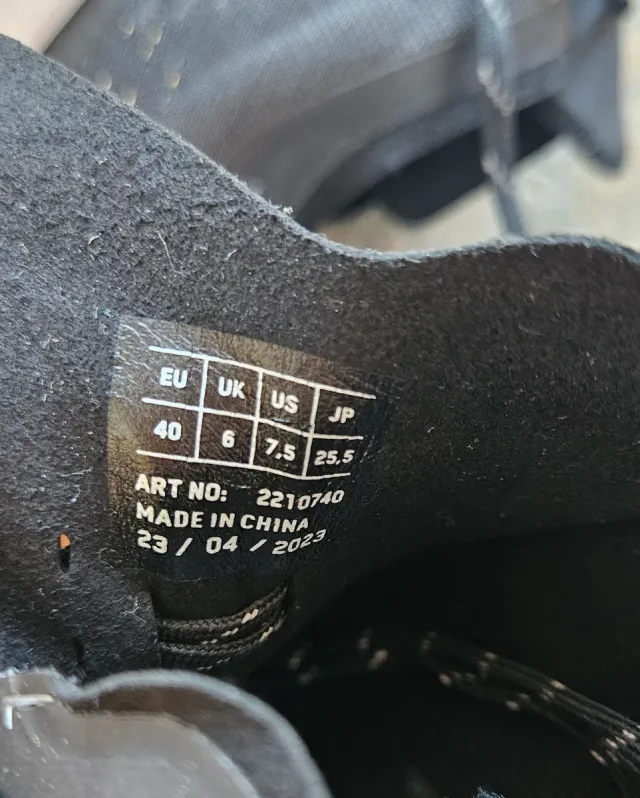 EU UK US JP
40 6 7,5 25,5
ART NO: 2210740
MADE IN CHINA
23 / 04 / 2023